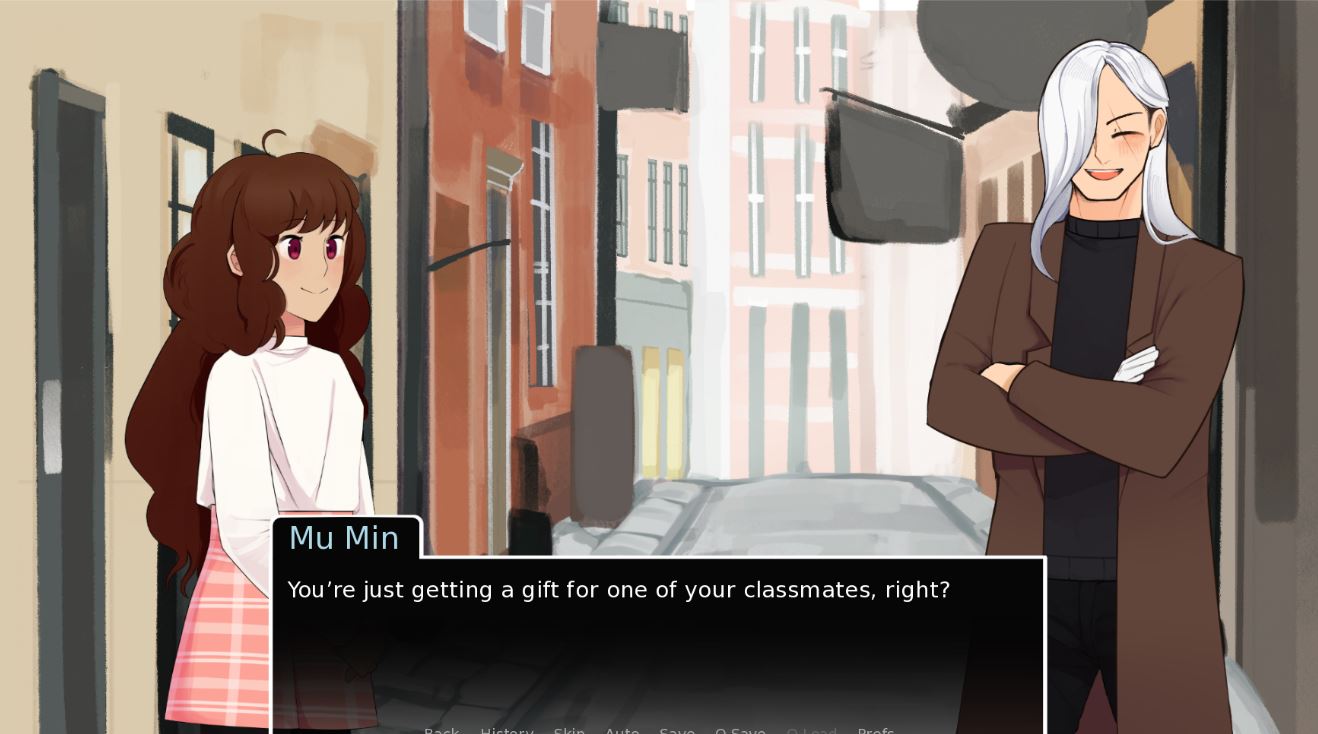 Mu Min
You’re just getting a gift for one of your classmates, right?
Back History Skip Auto Save Q.Save Q.Load Prefs